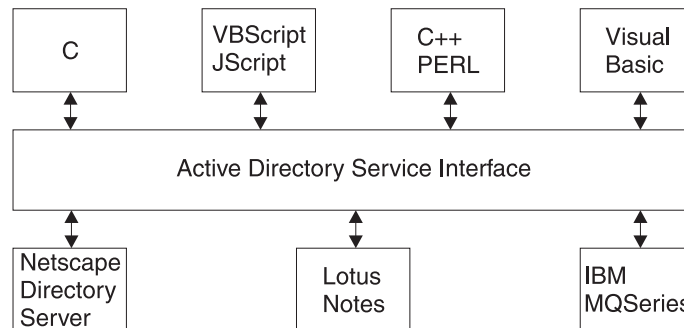 C
VBScript
JScript
C++
PERL
Visual
Basic
Active Directory Service Interface
Netscape
Directory
Server
Lotus
Notes
IBM
MQSeries